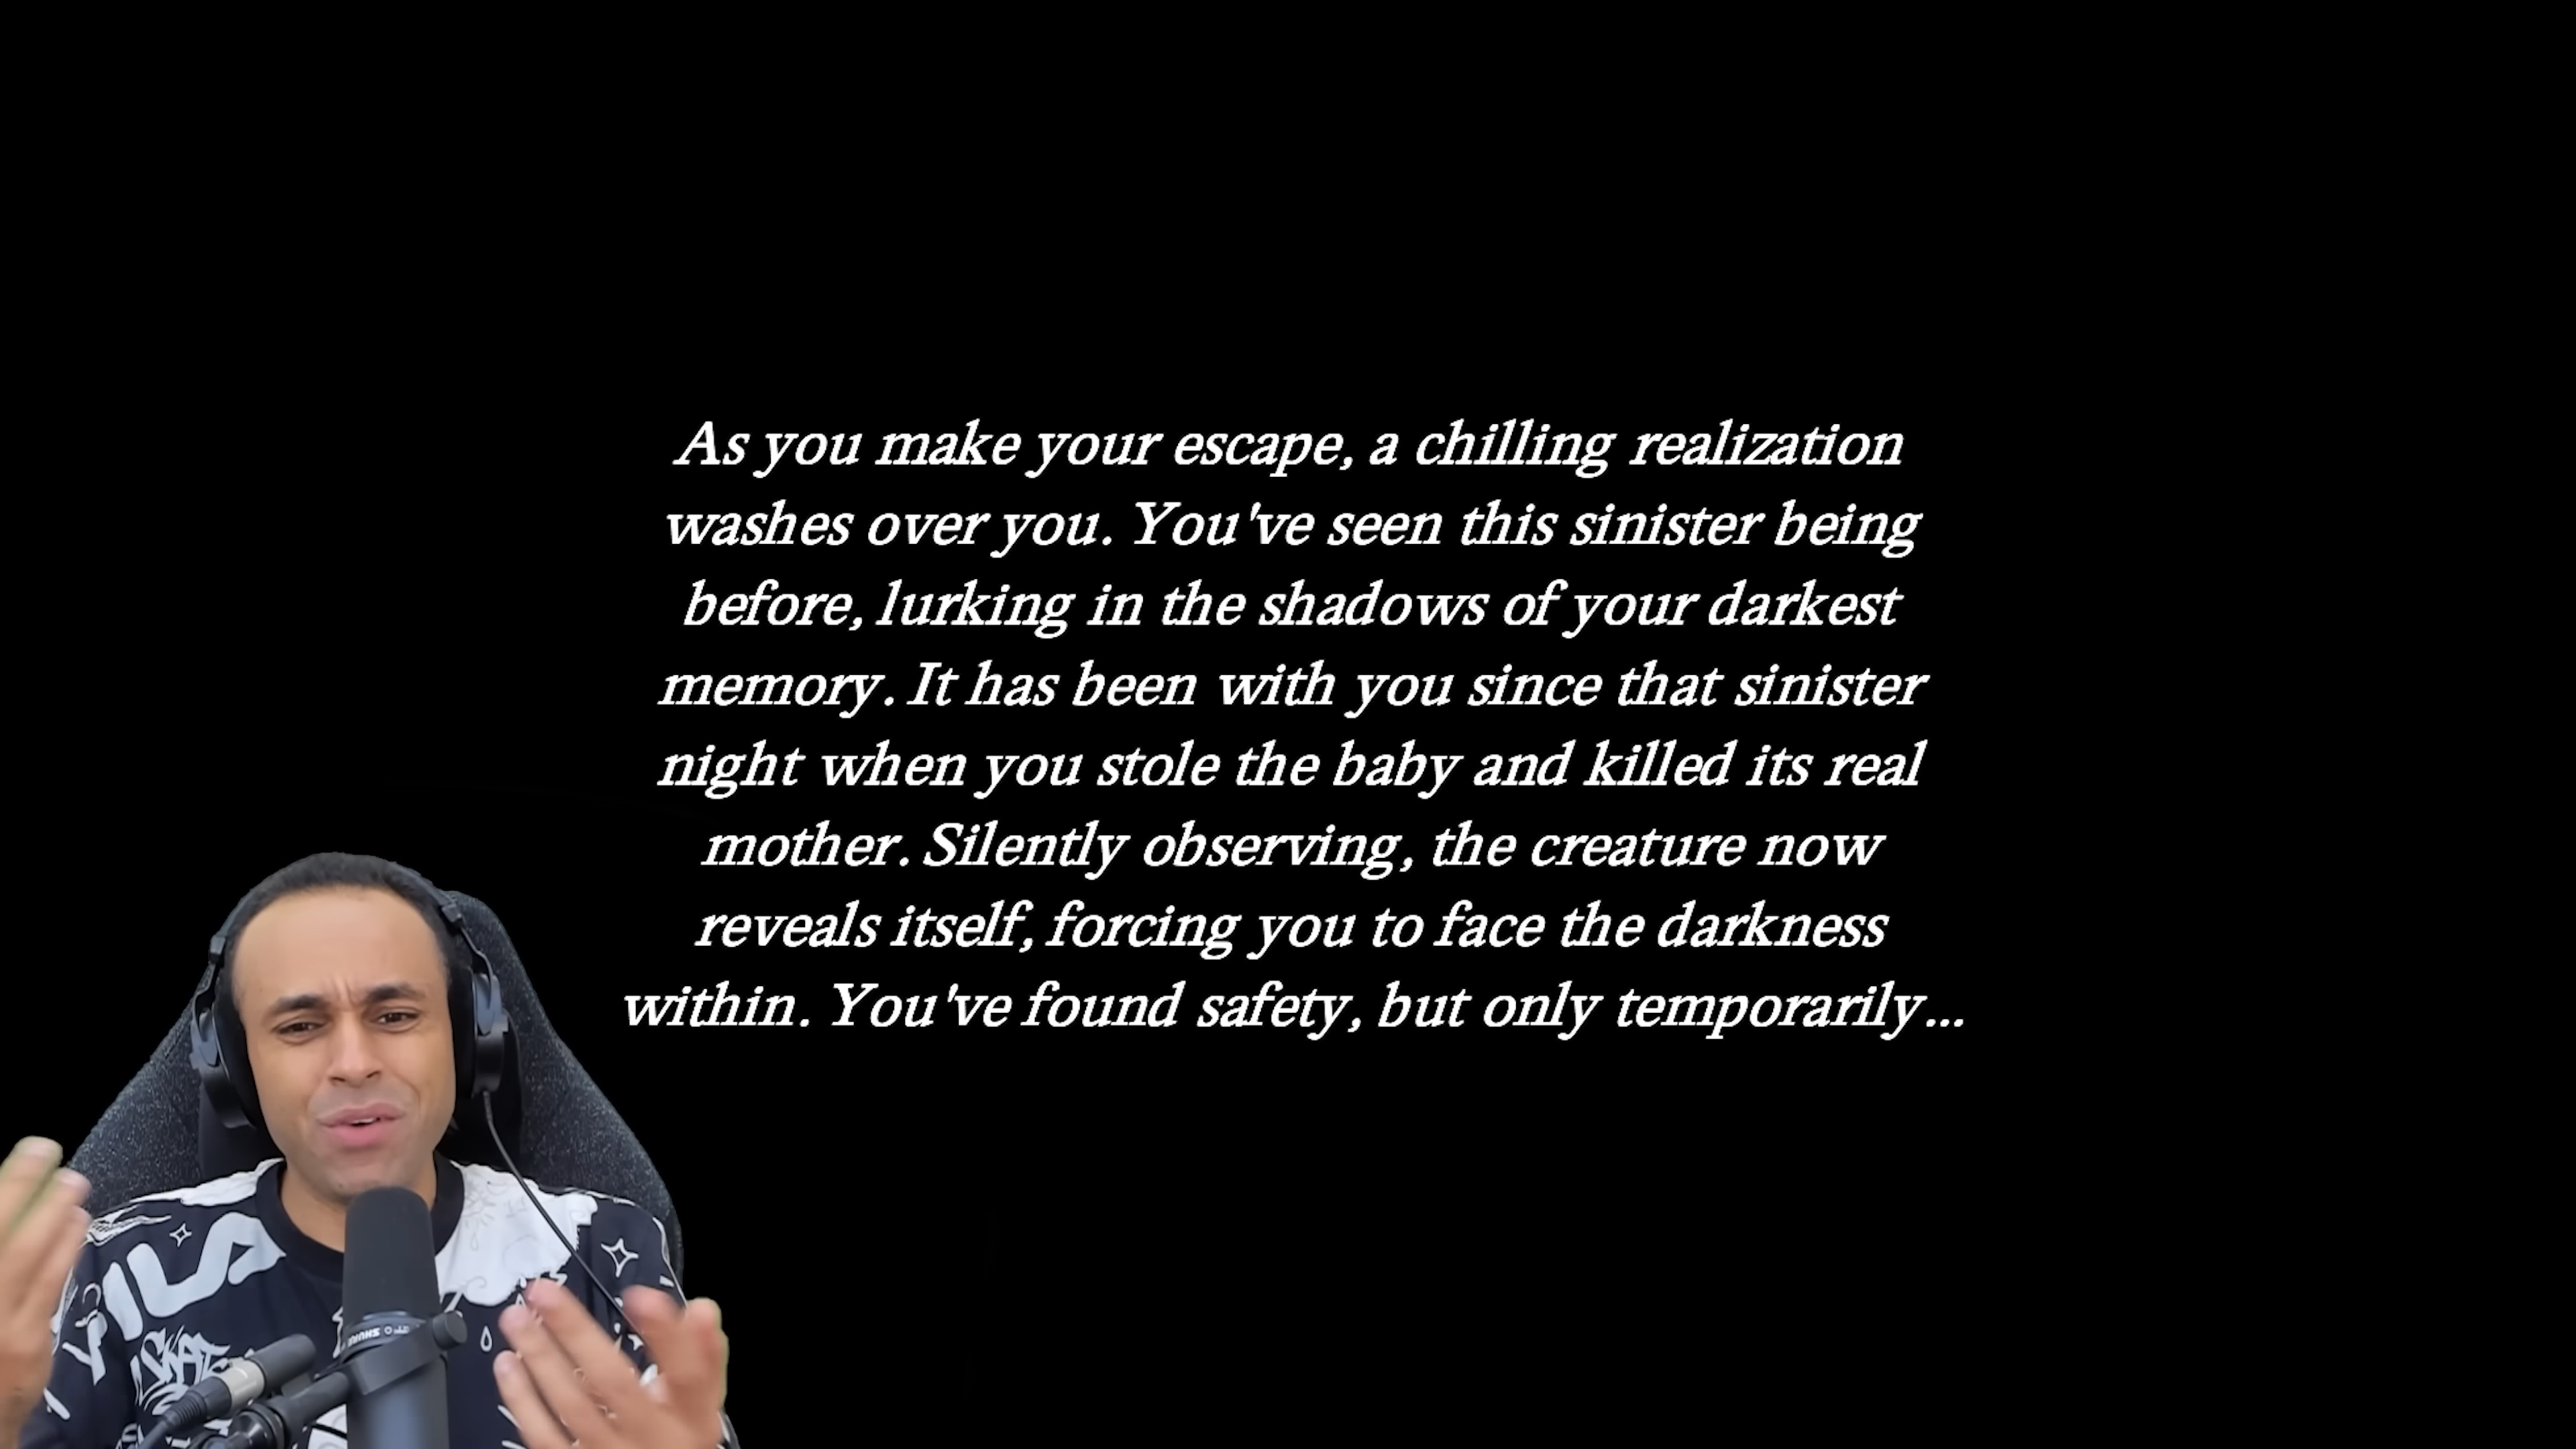 As you make your escape, a chilling realization
washes over you. You've seen this sinister being
before, lurking in the shadows of your darkest
memory. It has been with you since that sinister
night when you stole the baby and killed its real
mother. Silently observing, the creature now
reveals itself, forcing you to face the darkness
within. You've found safety, but only temporarily...
SHURE
SKATE